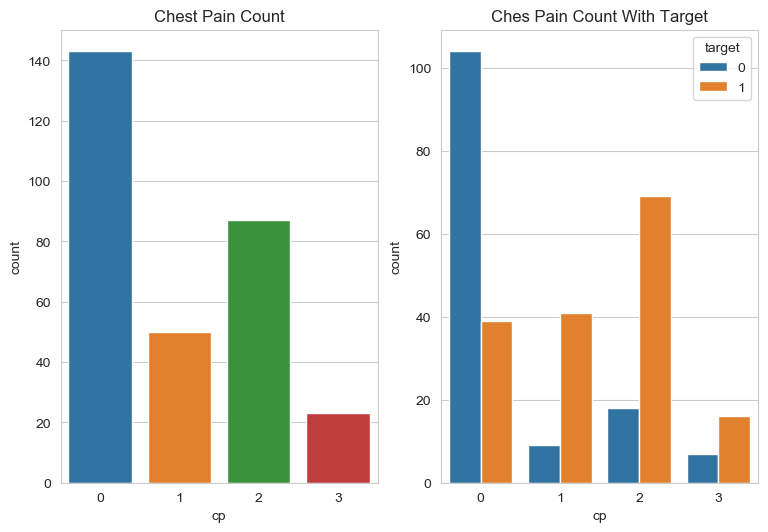 Chest Pain Count
140
120
100
80
60
40
20
0
count
0 1 2 3
cp
Ches Pain Count With Target
target
0
1
100
80
60
40
20
0
count
0 1 2 3
cp